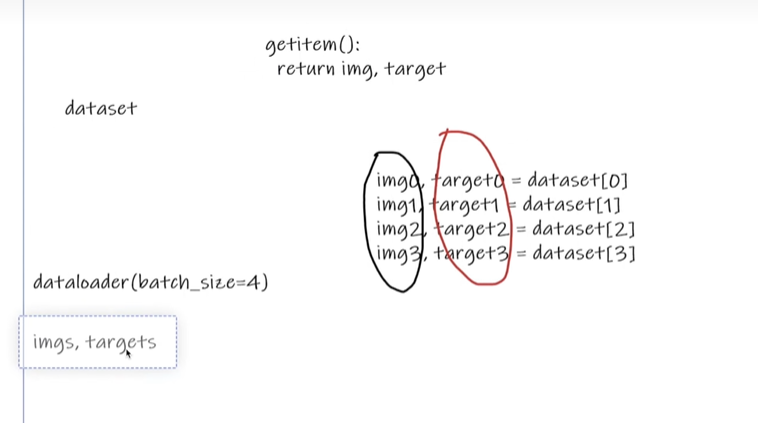 getitem():
return img, target
dataset
img0, target0 = dataset[0]
img1, target1 = dataset[1]
img2, target2 = dataset[2]
img3, target3 = dataset[3]
dataloader(batch_size=4)
imgs, targets